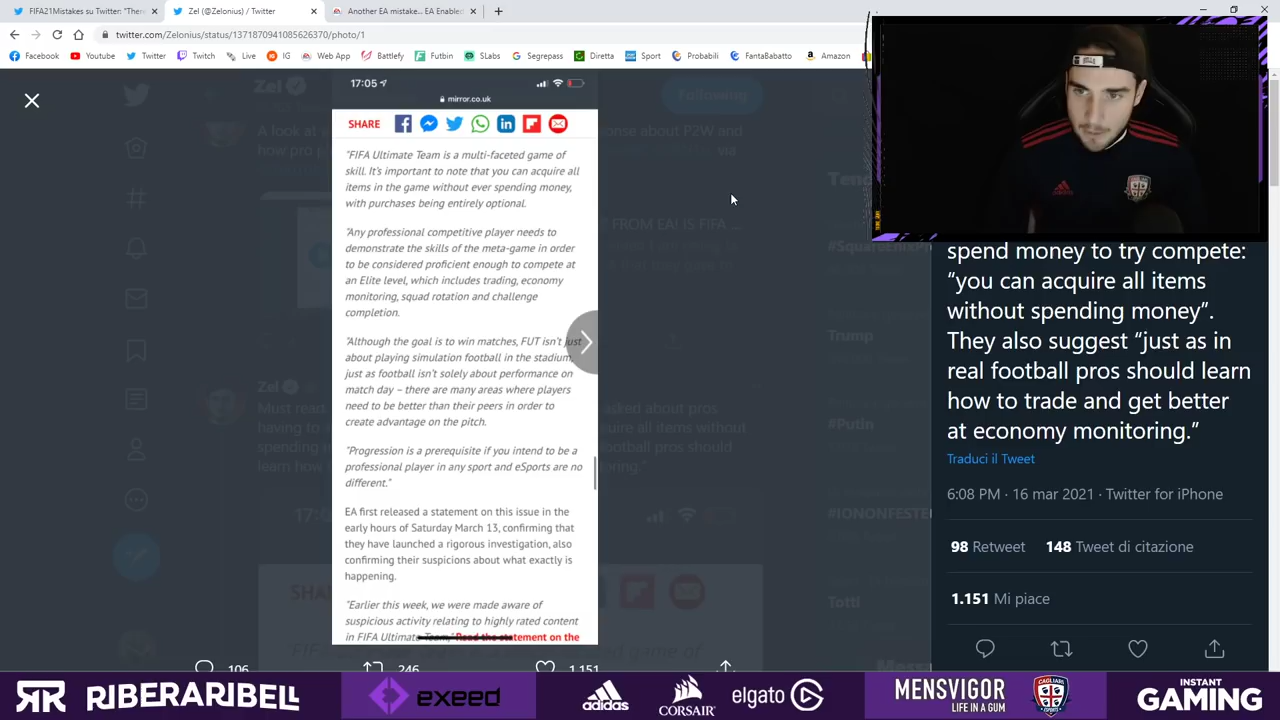 FIFA21Mistakes su Twitter: "There
Zel (@Zelonius) / Twitter
Another EA mistake... EA Enabled
twitter.com/Zelonius/status/1371870941085626370/photo/1
Facebook
Youtube
Twitter
Twitch
Live
IG
Web App
Battlefy
Futbin
SLabs
Segrepass
Diretta
Sport
Probabili
FantaBabatto
Amazon
17:05
mirror.co.uk
SHARE
"FIFA Ultimate Team is a multi-faceted game of
skill. It's important to note that you can acquire all
items in the game without ever spending money,
with purchases being entirely optional.
"Any professional competitive player needs to
demonstrate the skills of the meta-game in order
to be considered proficient enough to compete at
an Elite level, which includes trading, economy
monitoring, squad rotation and challenge
completion.
"Although the goal is to win matches, FUT isn't just
about playing simulation football in the stadium,
just as football isn't solely about performance on
match day – there are many areas where players
need to be better than their peers in order to
create advantage on the pitch.
"Progression is a prerequisite if you intend to be a
professional player in any sport and eSports are no
different."
EA first released a statement on this issue in the
early hours of Saturday March 13, confirming that
they have launched a rigorous investigation, also
confirming their suspicions about what exactly is
happening.
"Earlier this week, we were made aware of
suspicious activity relating to highly rated content
in FIFA Ultimate Team," Read the statement on the
106
246
1.151
spend money to try compete:
“you can acquire all items
without spending money”.
They also suggest “just as in
real football pros should learn
how to trade and get better
at economy monitoring.”
Traduci il Tweet
6:08 PM · 16 mar 2021 · Twitter for iPhone
98 Retweet 148 Tweet di citazione
1.151 Mi piace
Zel
Following
Trump
#Putin
Totti
RIBERARIBELL
exeed
adidas
CORSAIR
elgato
MENSVIGOR
LIFE IN A GUM
CAGLIARI
INSTANT
GAMING